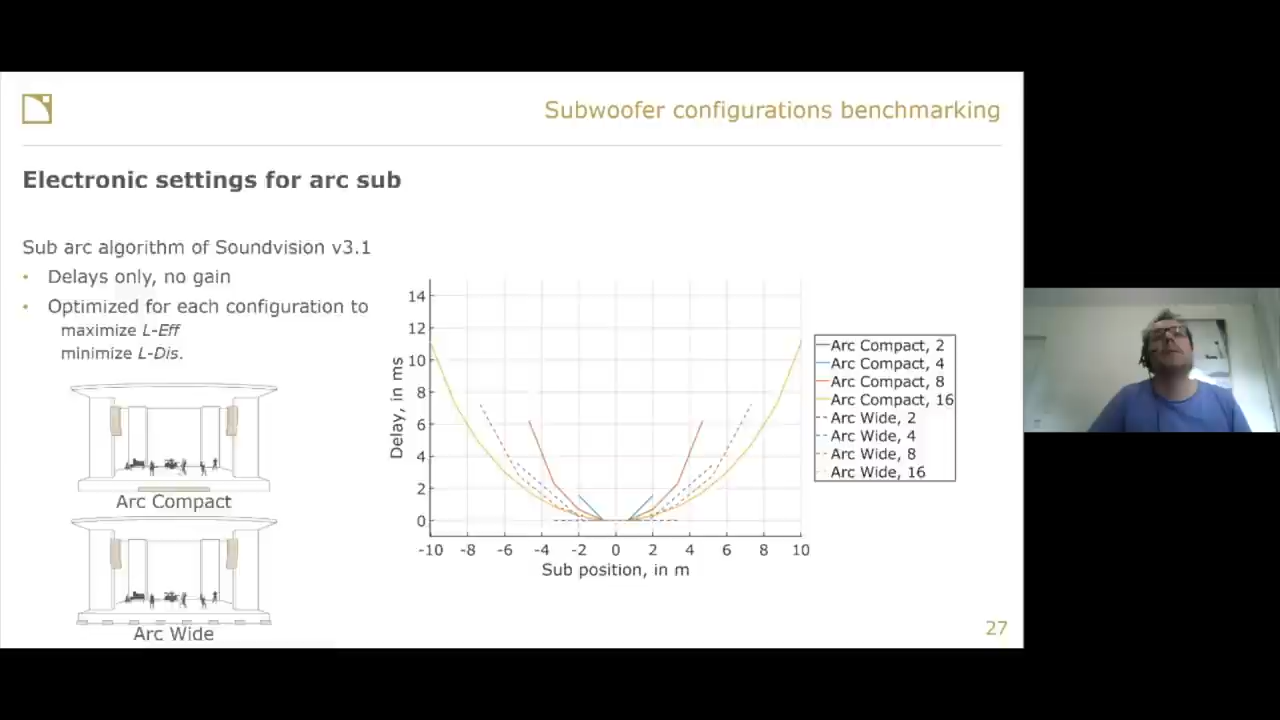 Subwoofer configurations benchmarking
Electronic settings for arc sub
Sub arc algorithm of Soundvision v3.1
• Delays only, no gain
• Optimized for each configuration to
maximize L-Eff
minimize L-Dis.
Arc Compact
Arc Wide
Delay, in ms
14
12
10
8
6
4
2
0
-10 -8 -6 -4 -2 0 2 4 6 8 10
Sub position, in m
Arc Compact, 2
Arc Compact, 4
Arc Compact, 8
Arc Compact, 16
Arc Wide, 2
Arc Wide, 4
Arc Wide, 8
Arc Wide, 16
27